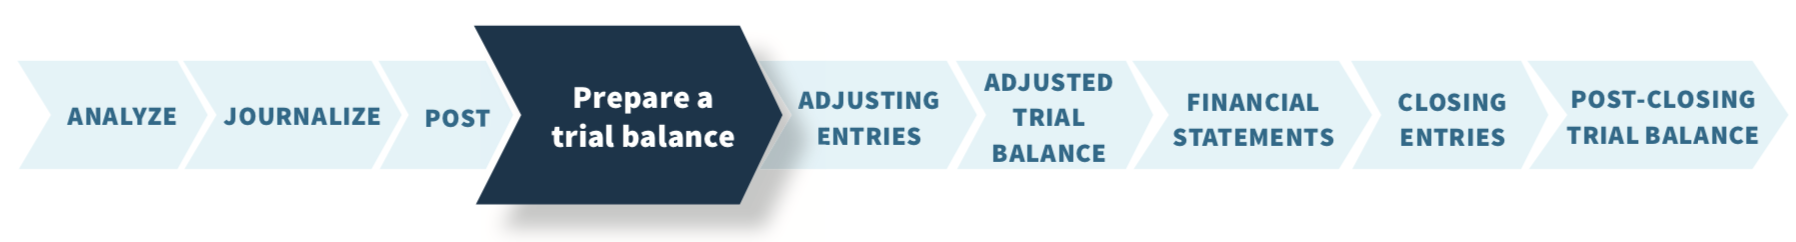 ANALYZE
JOURNALIZE
POST
Prepare a
trial balance
ADJUSTING
ENTRIES
ADJUSTED
TRIAL
BALANCE
FINANCIAL
STATEMENTS
CLOSING
ENTRIES
POST-CLOSING
TRIAL BALANCE